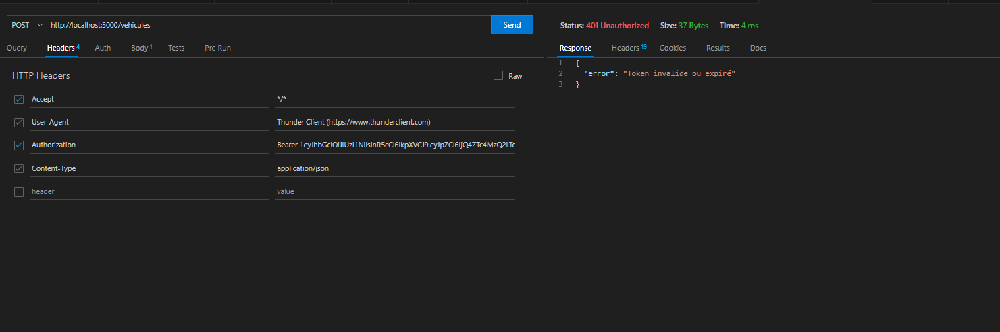 POST http://localhost:5000/vehicules Send
Query Headers 4 Auth Body 1 Tests Pre Run
HTTP Headers Raw
Accept */*
User-Agent Thunder Client (https://www.thunderclient.com)
Authorization Bearer 1eyJhbGciOiJIUzI1NiIsInR5cCI6IkpXVCJ9.eyJpZCI6IjQ4ZTc4MzQ2LTc
Content-Type application/json
header value
Status: 401 Unauthorized Size: 37 Bytes Time: 4 ms
Response Headers 19 Cookies Results Docs
1 {
2 "error": "Token invalide ou expiré"
3 }